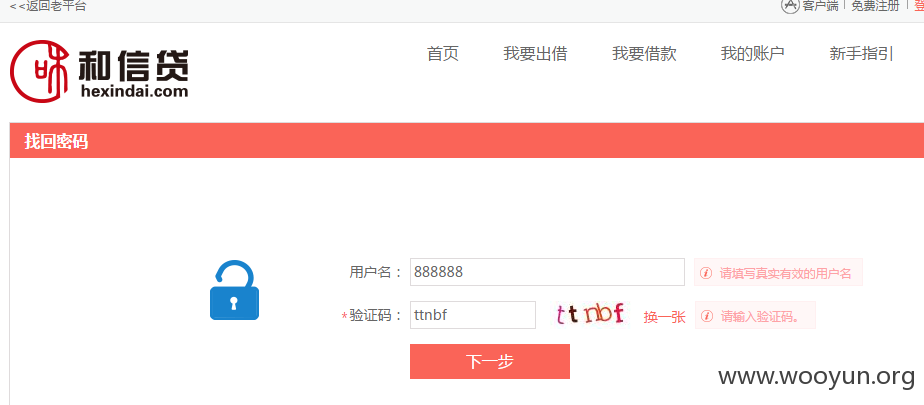 <<返回老平台 客户端 免费注册 登
和信贷 首页 我要出借 我要借款 我的账户 新手指引
hexindai.com
找回密码
用户名： 888888 请填写真实有效的用户名
*验证码： ttnbf ttnbf 换一张 请输入验证码。
下一步
www.wooyun.org